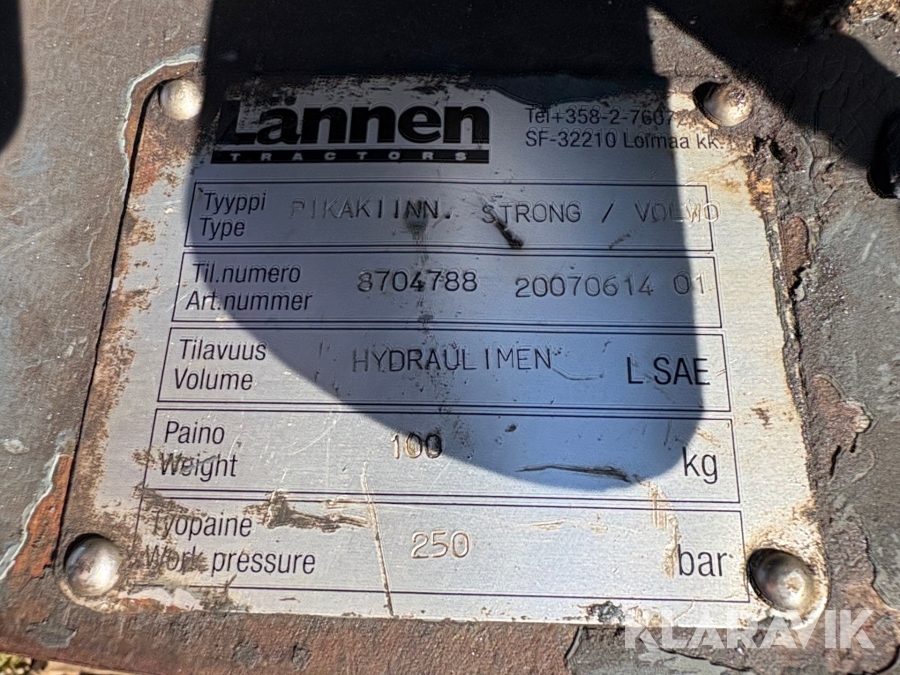 Lännen
TRACTORS
Tel+358-2-7607
SF-32210 Loimaa kk.
Tyyppi
Type
PIKAKIINN. STRONG / VOLVO
Til.numero
Art.nummer
8704788 20070614 01
Tilavuus
Volume
HYDRAULIMEN L SAE
Paino
Weight
100 kg
Työpaine
Work pressure
250 bar
KLARAVIK